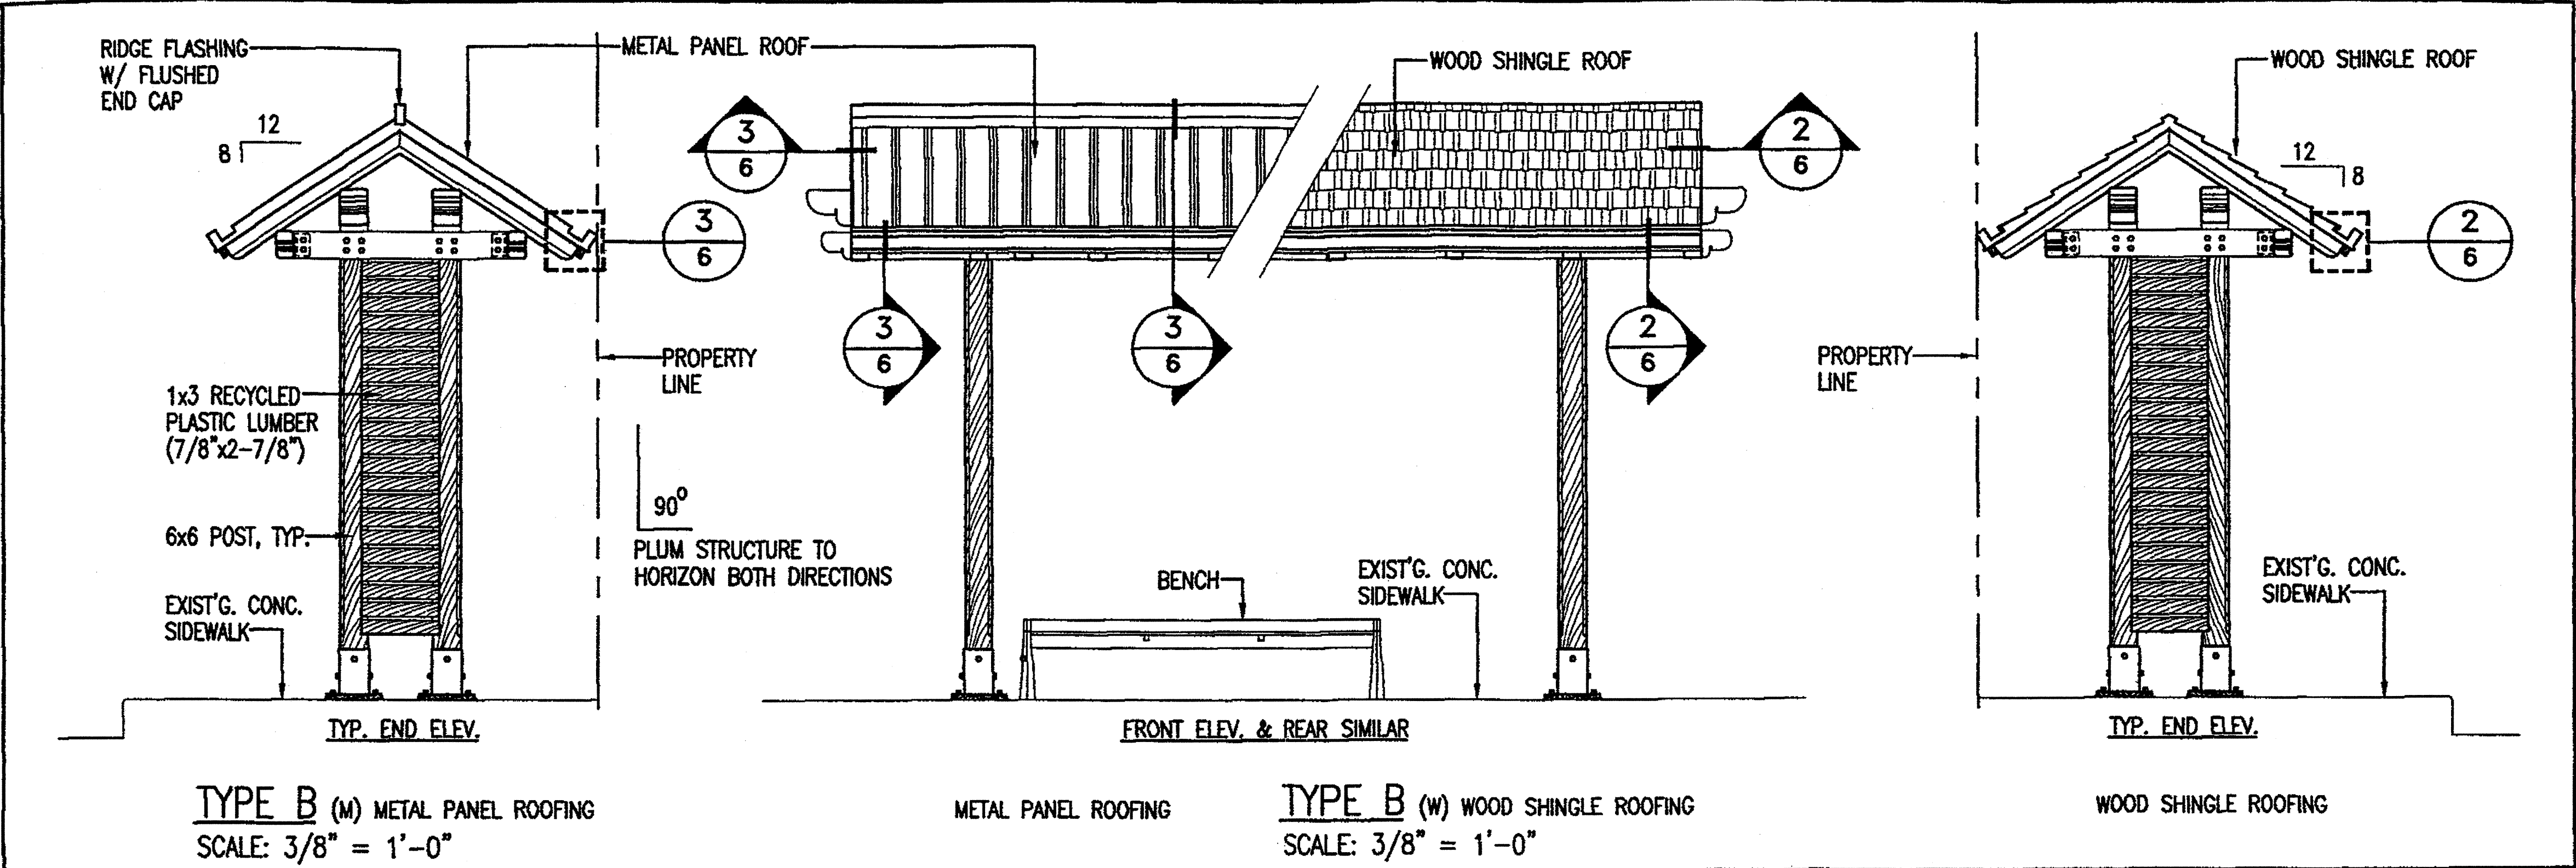 RIDGE FLASHING
W/ FLUSHED
END CAP
METAL PANEL ROOF
12
8
3
6
1x3 RECYCLED
PLASTIC LUMBER
(7/8"x2-7/8")
6x6 POST, TYP.
EXIST'G. CONC.
SIDEWALK
PROPERTY
LINE
90°
PLUM STRUCTURE TO
HORIZON BOTH DIRECTIONS
TYP. END ELEV.
TYPE B (M) METAL PANEL ROOFING
SCALE: 3/8" = 1'-0"
WOOD SHINGLE ROOF
3
6
2
6
3
6
3
6
2
6
BENCH
EXIST'G. CONC.
SIDEWALK
FRONT ELEV. & REAR SIMILAR
METAL PANEL ROOFING
TYPE B (W) WOOD SHINGLE ROOFING
SCALE: 3/8" = 1'-0"
WOOD SHINGLE ROOF
12
8
2
6
PROPERTY
LINE
EXIST'G. CONC.
SIDEWALK
TYP. END ELEV.
WOOD SHINGLE ROOFING